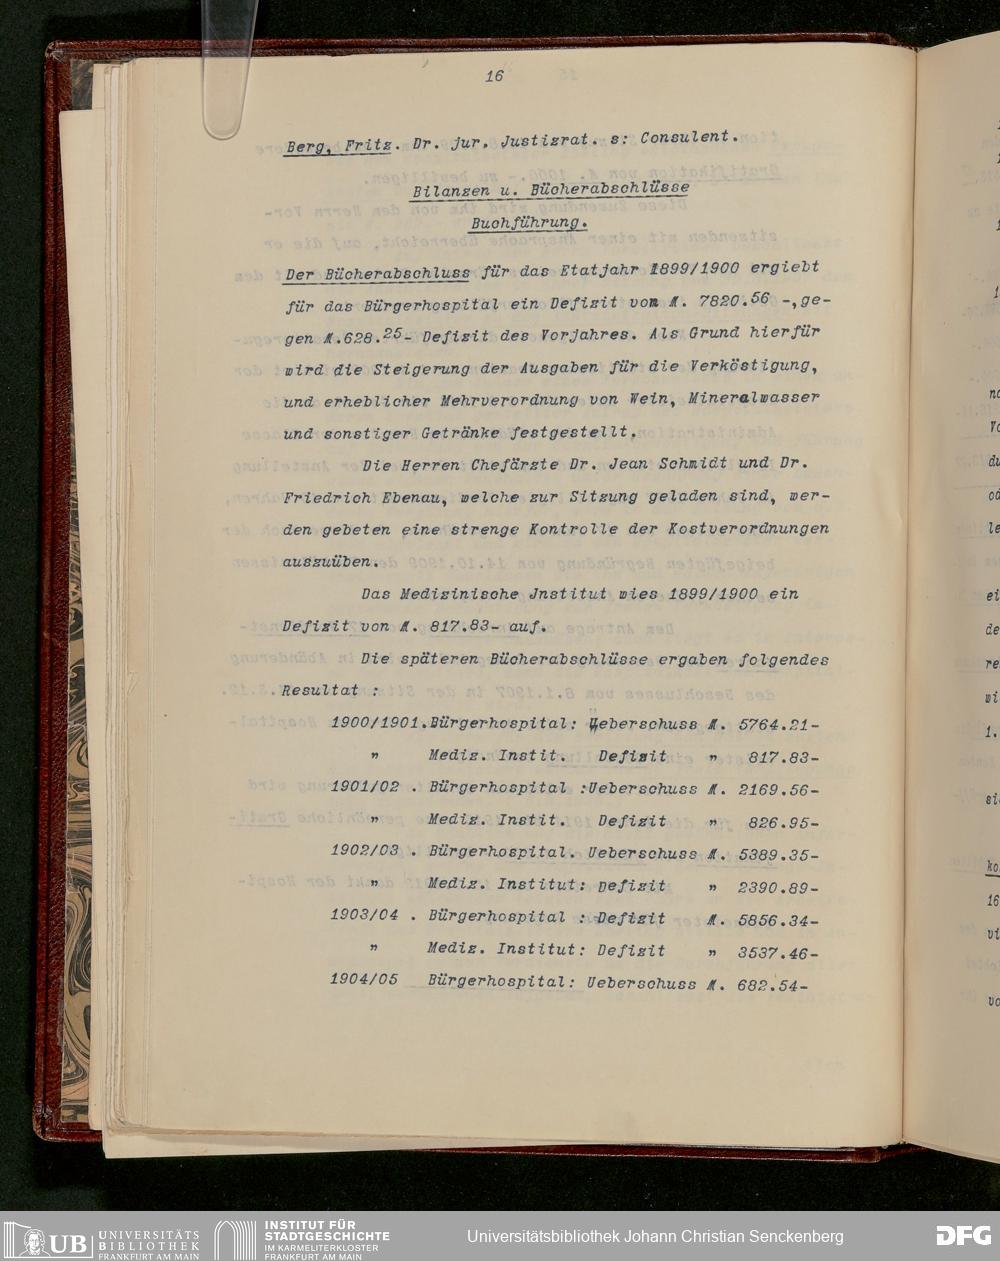 16
Berg, Fritz. Dr. jur. Justizrat. s: Consulent.
Bilanzen u. Bücherabschlüsse
Buchführung.
Der Bücherabschluss für das Etatjahr 1899/1900 ergiebt
für das Bürgerhospital ein Defizit von M. 7820.56 -,ge-
gen M.628.25- Defizit des Vorjahres. Als Grund hierfür
wird die Steigerung der Ausgaben für die Verköstigung,
und erheblicher Mehrverordnung von Wein, Mineralwasser
und sonstiger Getränke festgestellt.
Die Herren Chefärzte Dr. Jean Schmidt und Dr.
Friedrich Ebenau, welche zur Sitzung geladen sind, wer-
den gebeten eine strenge Kontrolle der Kostverordnungen
auszuüben.
Das Medizinische Jnstitut wies 1899/1900 ein
Defizit von M. 817.83- auf.
Die späteren Bücherabschlüsse ergaben folgendes
Resultat :
1900/1901.Bürgerhospital: Ueberschuss M. 5764.21-
" Mediz. Instit. Defizit " 817.83-
1901/02 . Bürgerhospital :Ueberschuss M. 2169.56-
" Mediz. Instit. Defizit " 826.95-
1902/03 . Bürgerhospital. Ueberschuss M. 5389.35-
" Mediz. Institut: Defizit " 2390.89-
1903/04 . Bürgerhospital : Defizit M. 5856.34-
" Mediz. Institut: Defizit " 3537.46-
1904/05 Bürgerhospital: Ueberschuss M. 682.54-
UB UNIVERSITÄTS
BIBLIOTHEK
FRANKFURT AM MAIN
INSTITUT FÜR
STADTGESCHICHTE
IM KARMELITERKLOSTER
FRANKFURT AM MAIN
Universitätsbibliothek Johann Christian Senckenberg
DFG